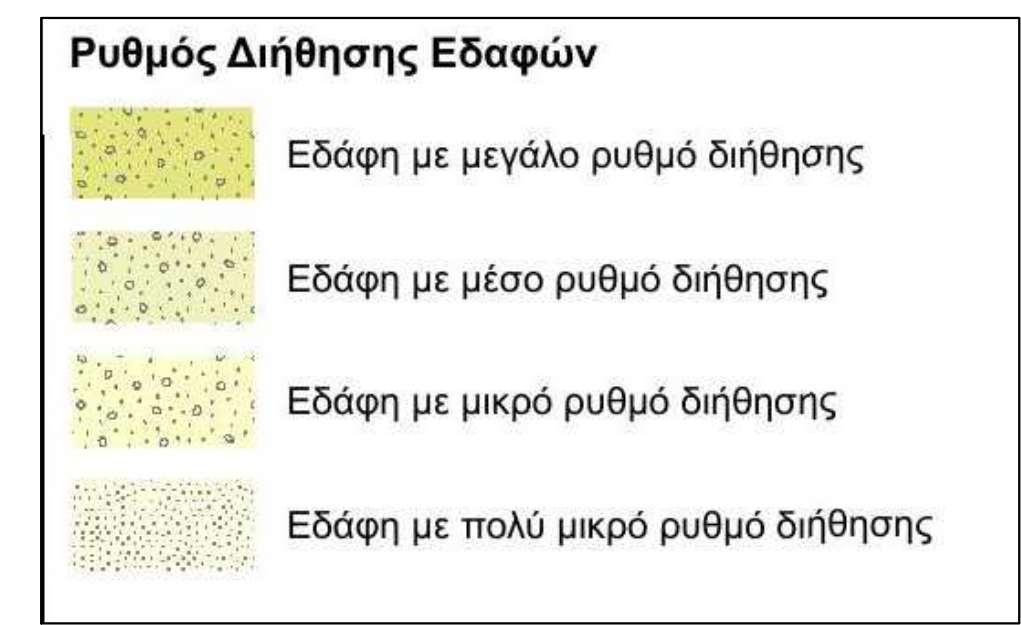 Ρυθμός Διήθησης Εδαφών
Εδάφη με μεγάλο ρυθμό διήθησης
Εδάφη με μέσο ρυθμό διήθησης
Εδάφη με μικρό ρυθμό διήθησης
Εδάφη με πολύ μικρό ρυθμό διήθησης